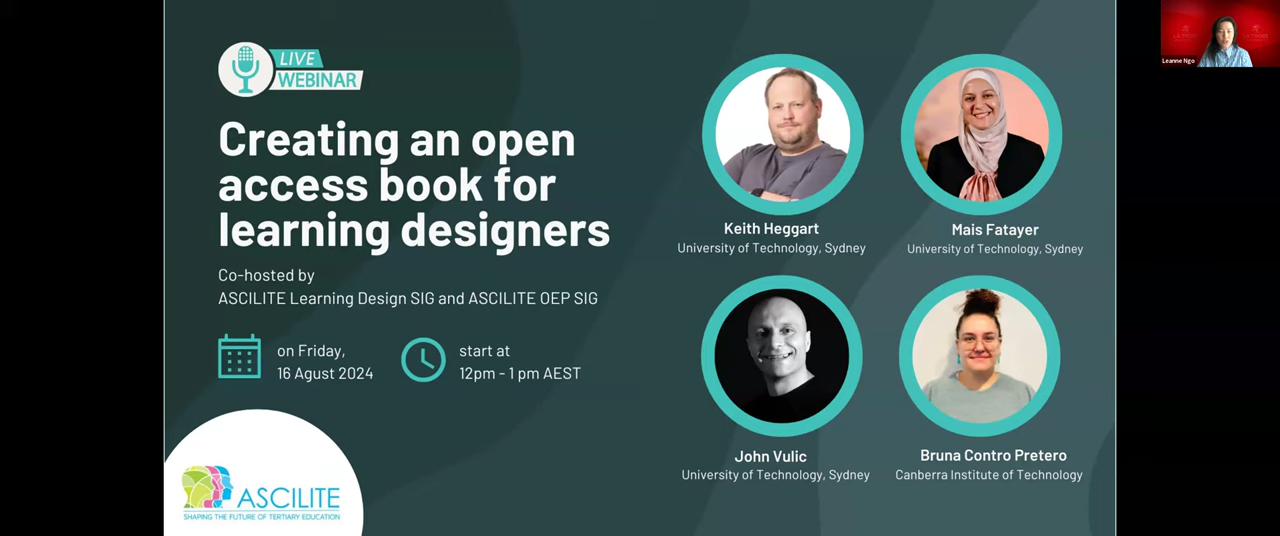 LIVE
WEBINAR
Creating an open
access book for
learning designers
Co-hosted by
ASCILITE Learning Design SIG and ASCILITE OEP SIG
on Friday,
16 Agust 2024
start at
12pm - 1 pm AEST
ASCILITE
SHAPING THE FUTURE OF TERTIARY EDUCATION
Keith Heggart
University of Technology, Sydney
Mais Fatayer
University of Technology, Sydney
John Vulic
University of Technology, Sydney
Bruna Contro Pretero
Canberra Institute of Technology
Leanne Ngo